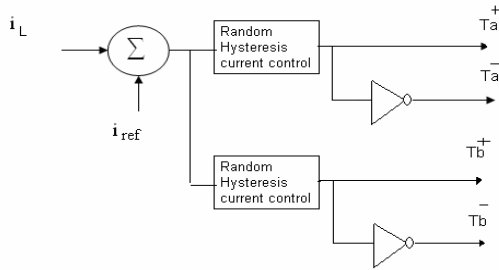 i L
Σ
i ref
Random
Hysteresis
current control
Ta +
Ta −
Random
Hysteresis
current control
Tb +
Tb −